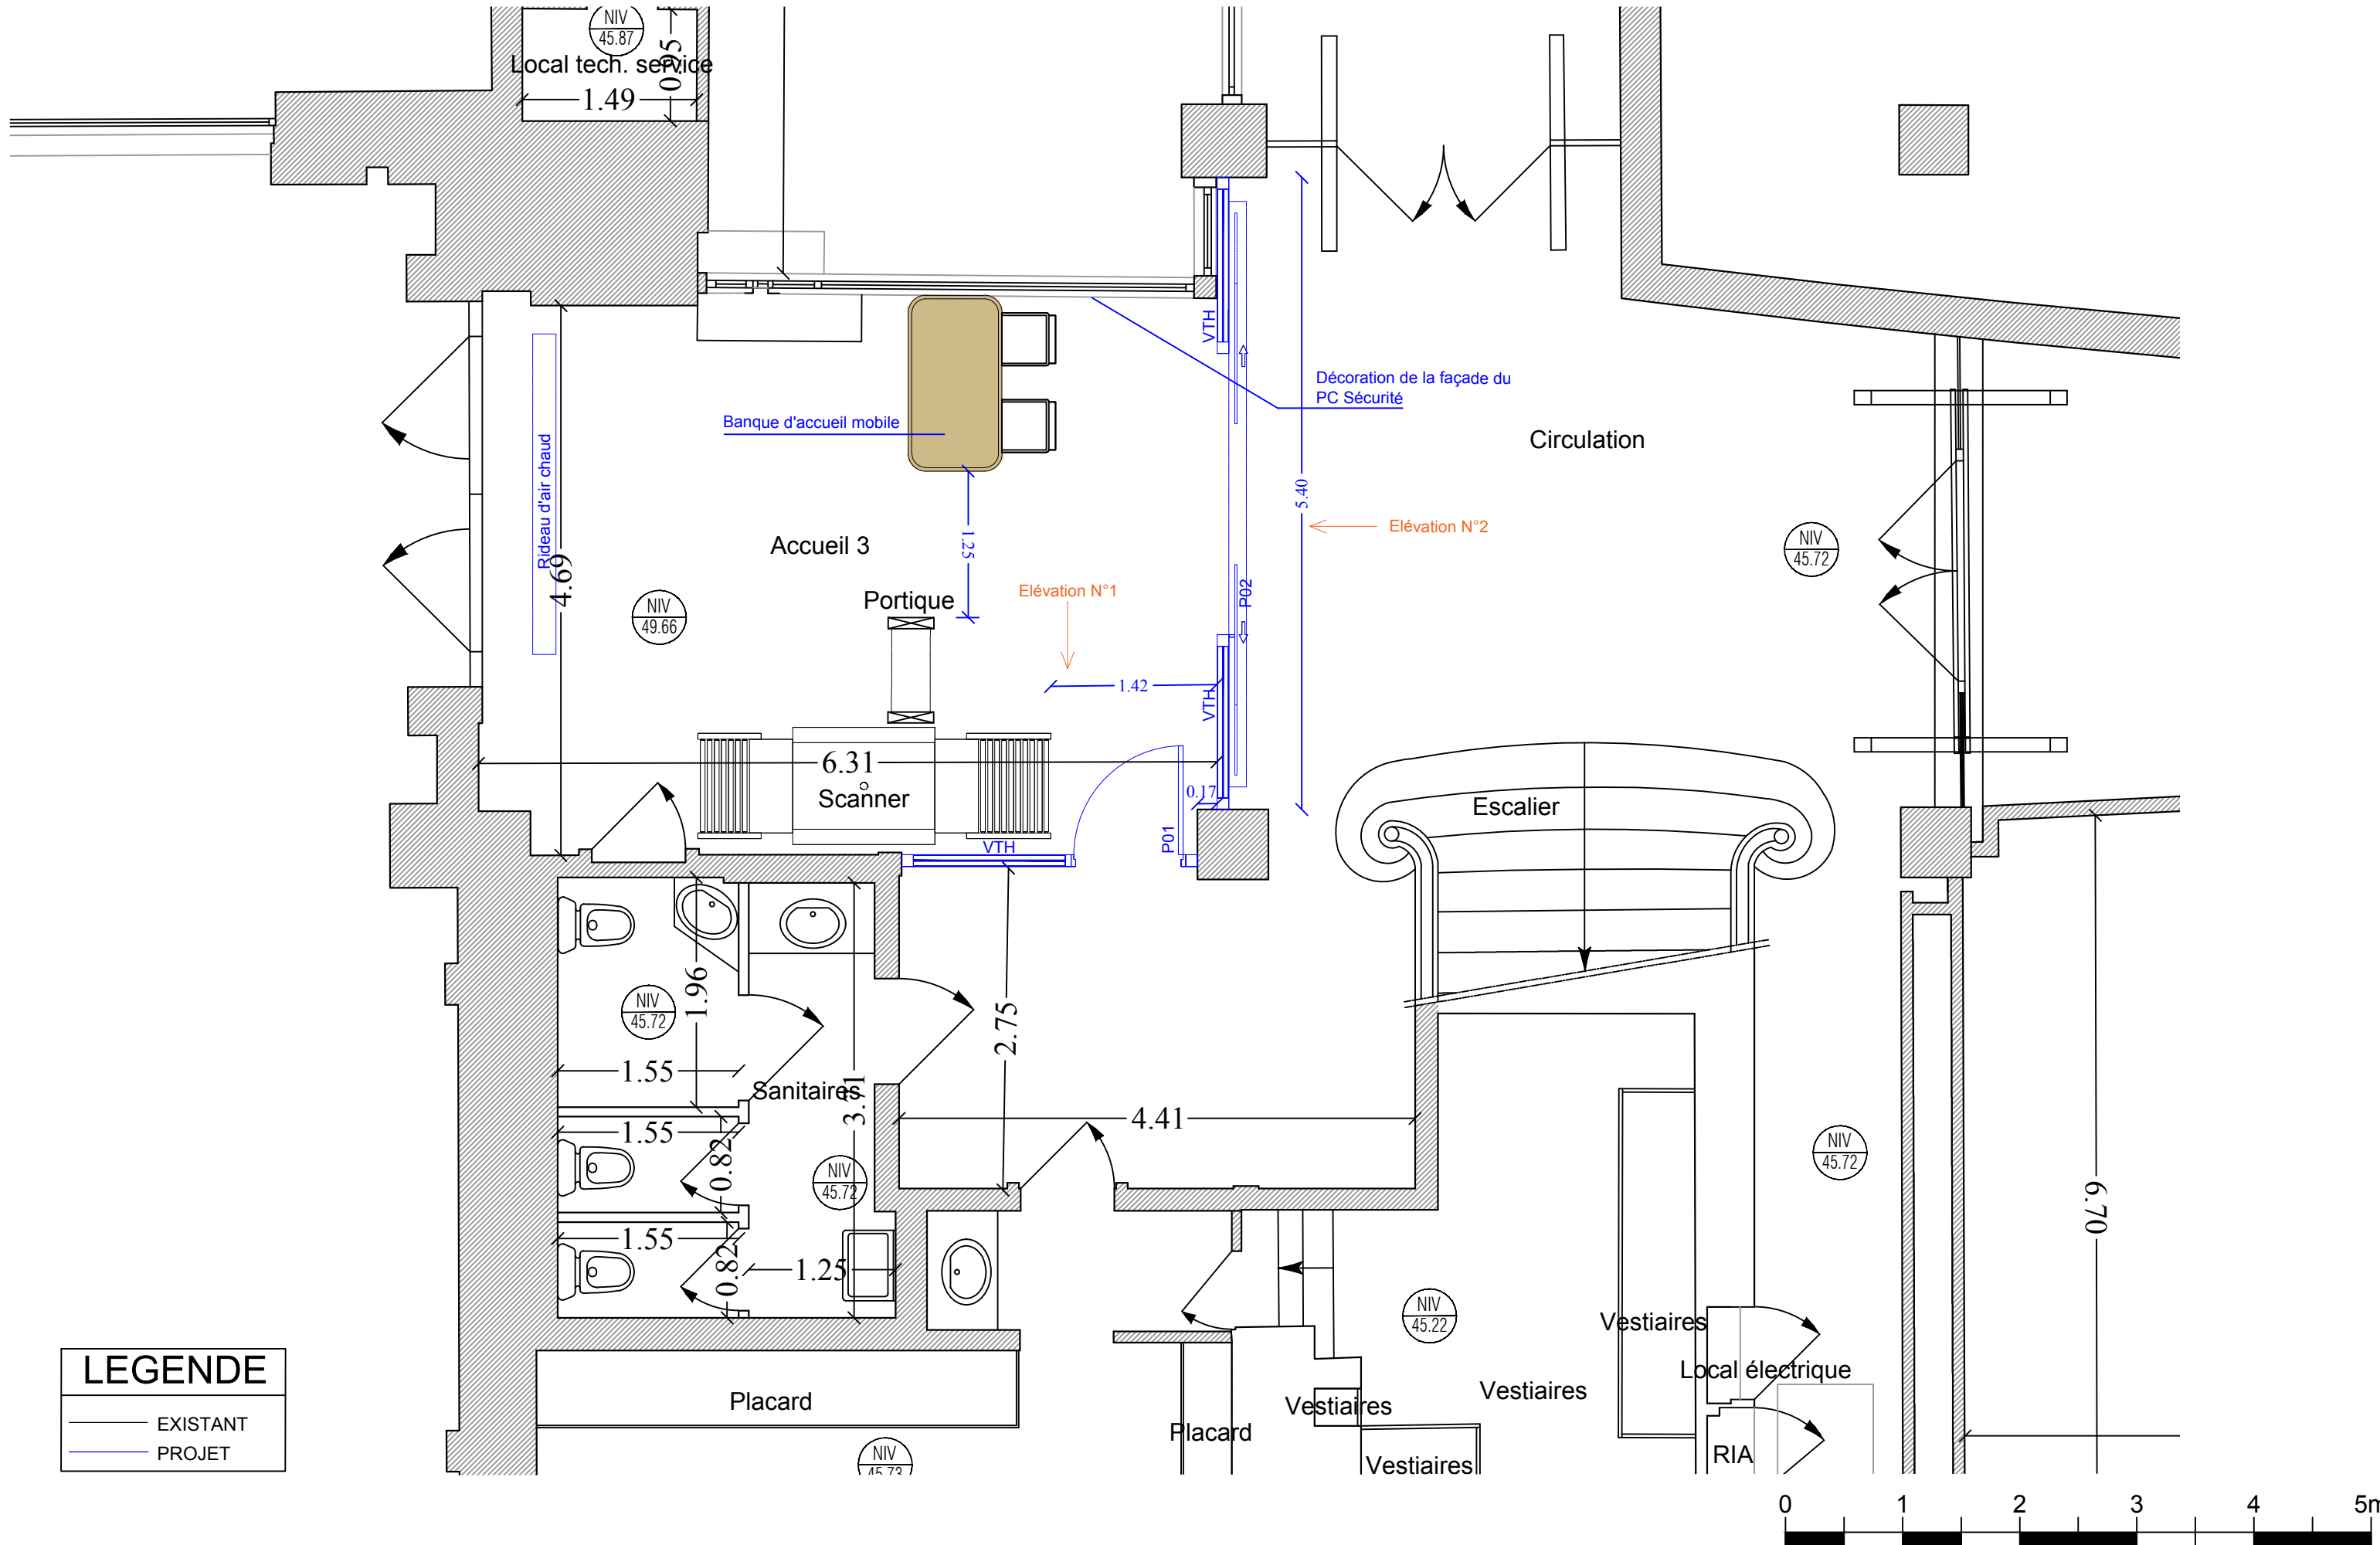 NIV
45.87
Local tech. service
0.95
1.49
VTH
Décoration de la façade du
PC Sécurité
Banque d'accueil mobile
Circulation
Rideau d'air chaud
5.40
Elévation N°2
NIV
45.72
Accueil 3
1.25
4.69
P02
Elévation N°1
Portique
NIV
49.66
1.42
VTH
6.31
Scanner
0.17
Escalier
P01
VTH
1.96
NIV
45.72
2.75
1.55
Sanitaires
3.71
4.41
1.55
0.82
NIV
45.72
NIV
45.72
6.70
1.55
0.82
1.25
NIV
45.22
Vestiaires
Local électrique
LEGENDE
EXISTANT
PROJET
Placard
Vestiaires
Vestiaires
Placard
Vestiaires
RIA
NIV
45.73
0 1 2 3 4 5m